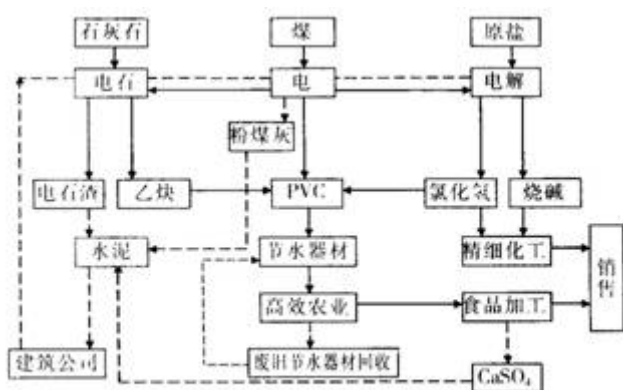 石灰石
煤
原盐
电石
电
电解
粉煤灰
电石渣
乙炔
PVC
氯化氢
烧碱
水泥
节水器材
精细化工
销售
高效农业
食品加工
建筑公司
废旧节水器材回收
CaSO₄